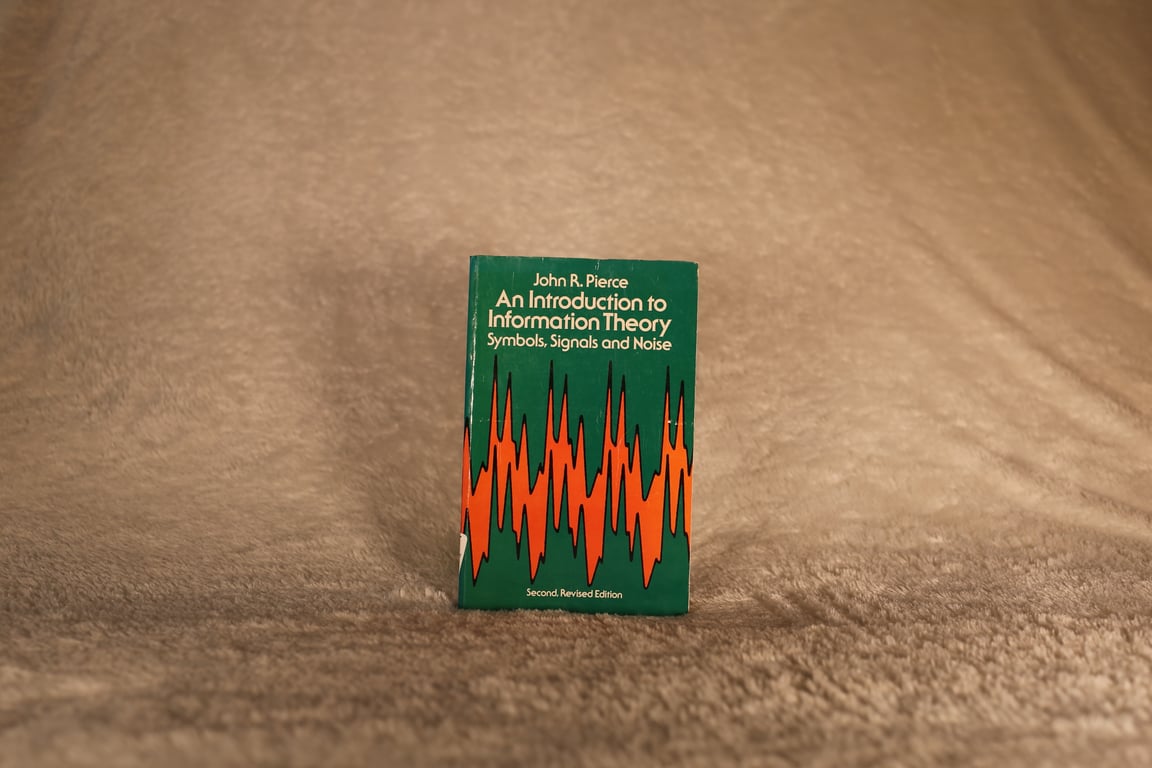 John R. Pierce
An Introduction to
Information Theory
Symbols, Signals and Noise
Second, Revised Edition